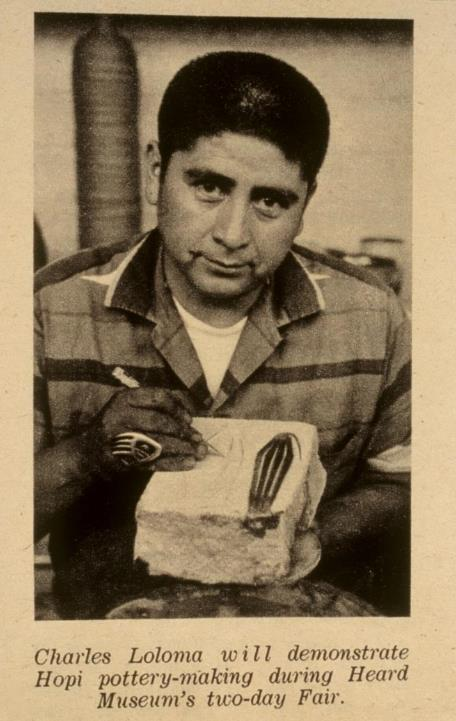 Charles Loloma will demonstrate
Hopi pottery-making during Heard
Museum's two-day Fair.